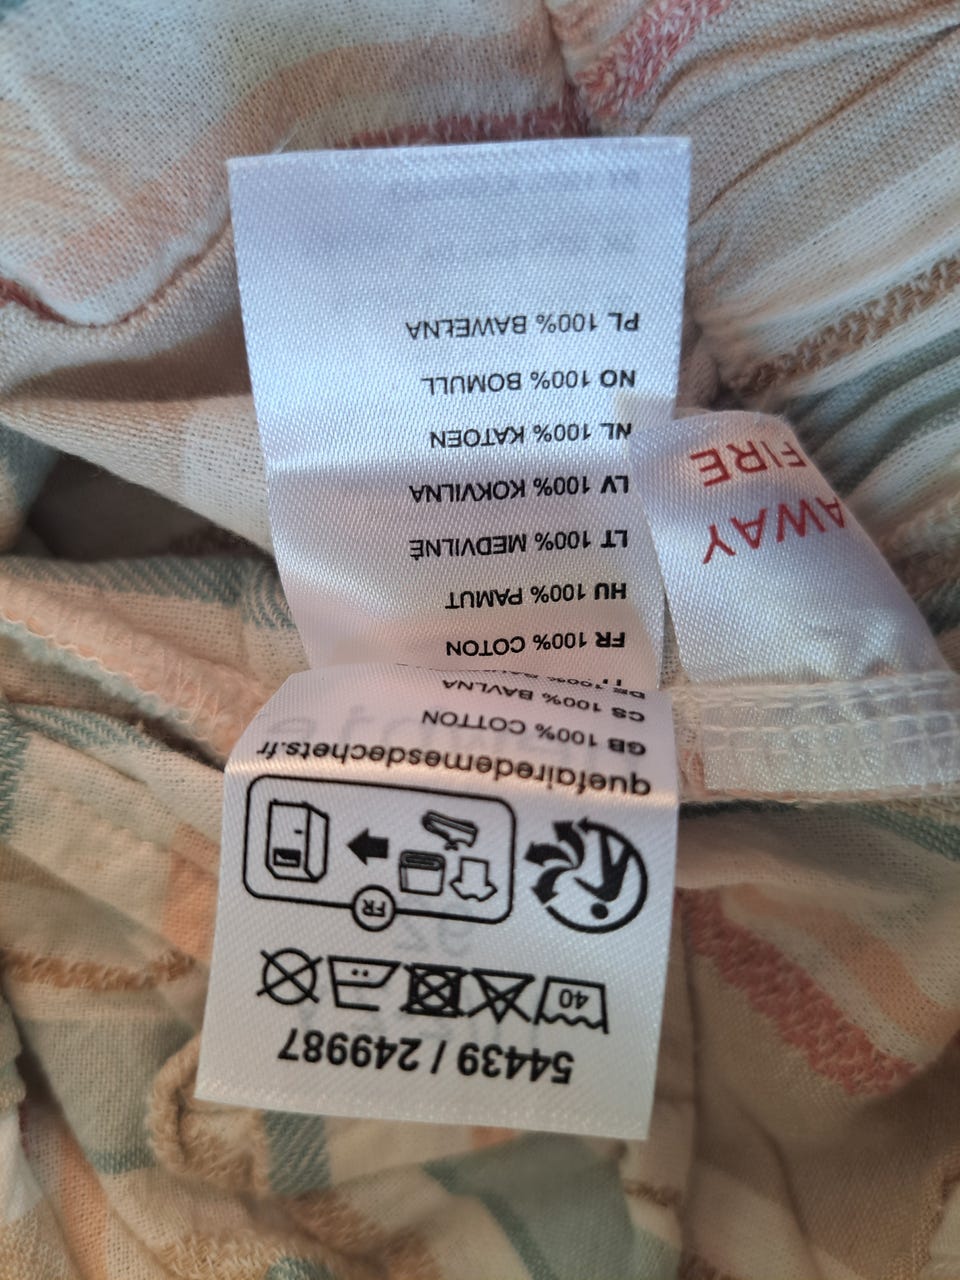 54439 / 249987
40
FR
quefairedemesdechets.fr
GB 100% COTTON
CS 100% BAVLNA
FR 100% COTON
HU 100% PAMUT
LT 100% MEDVILNĖ
LV 100% KOKVILNA
NL 100% KATOEN
NO 100% BOMULL
PL 100% BAWEŁNA
AWAY
FIRE